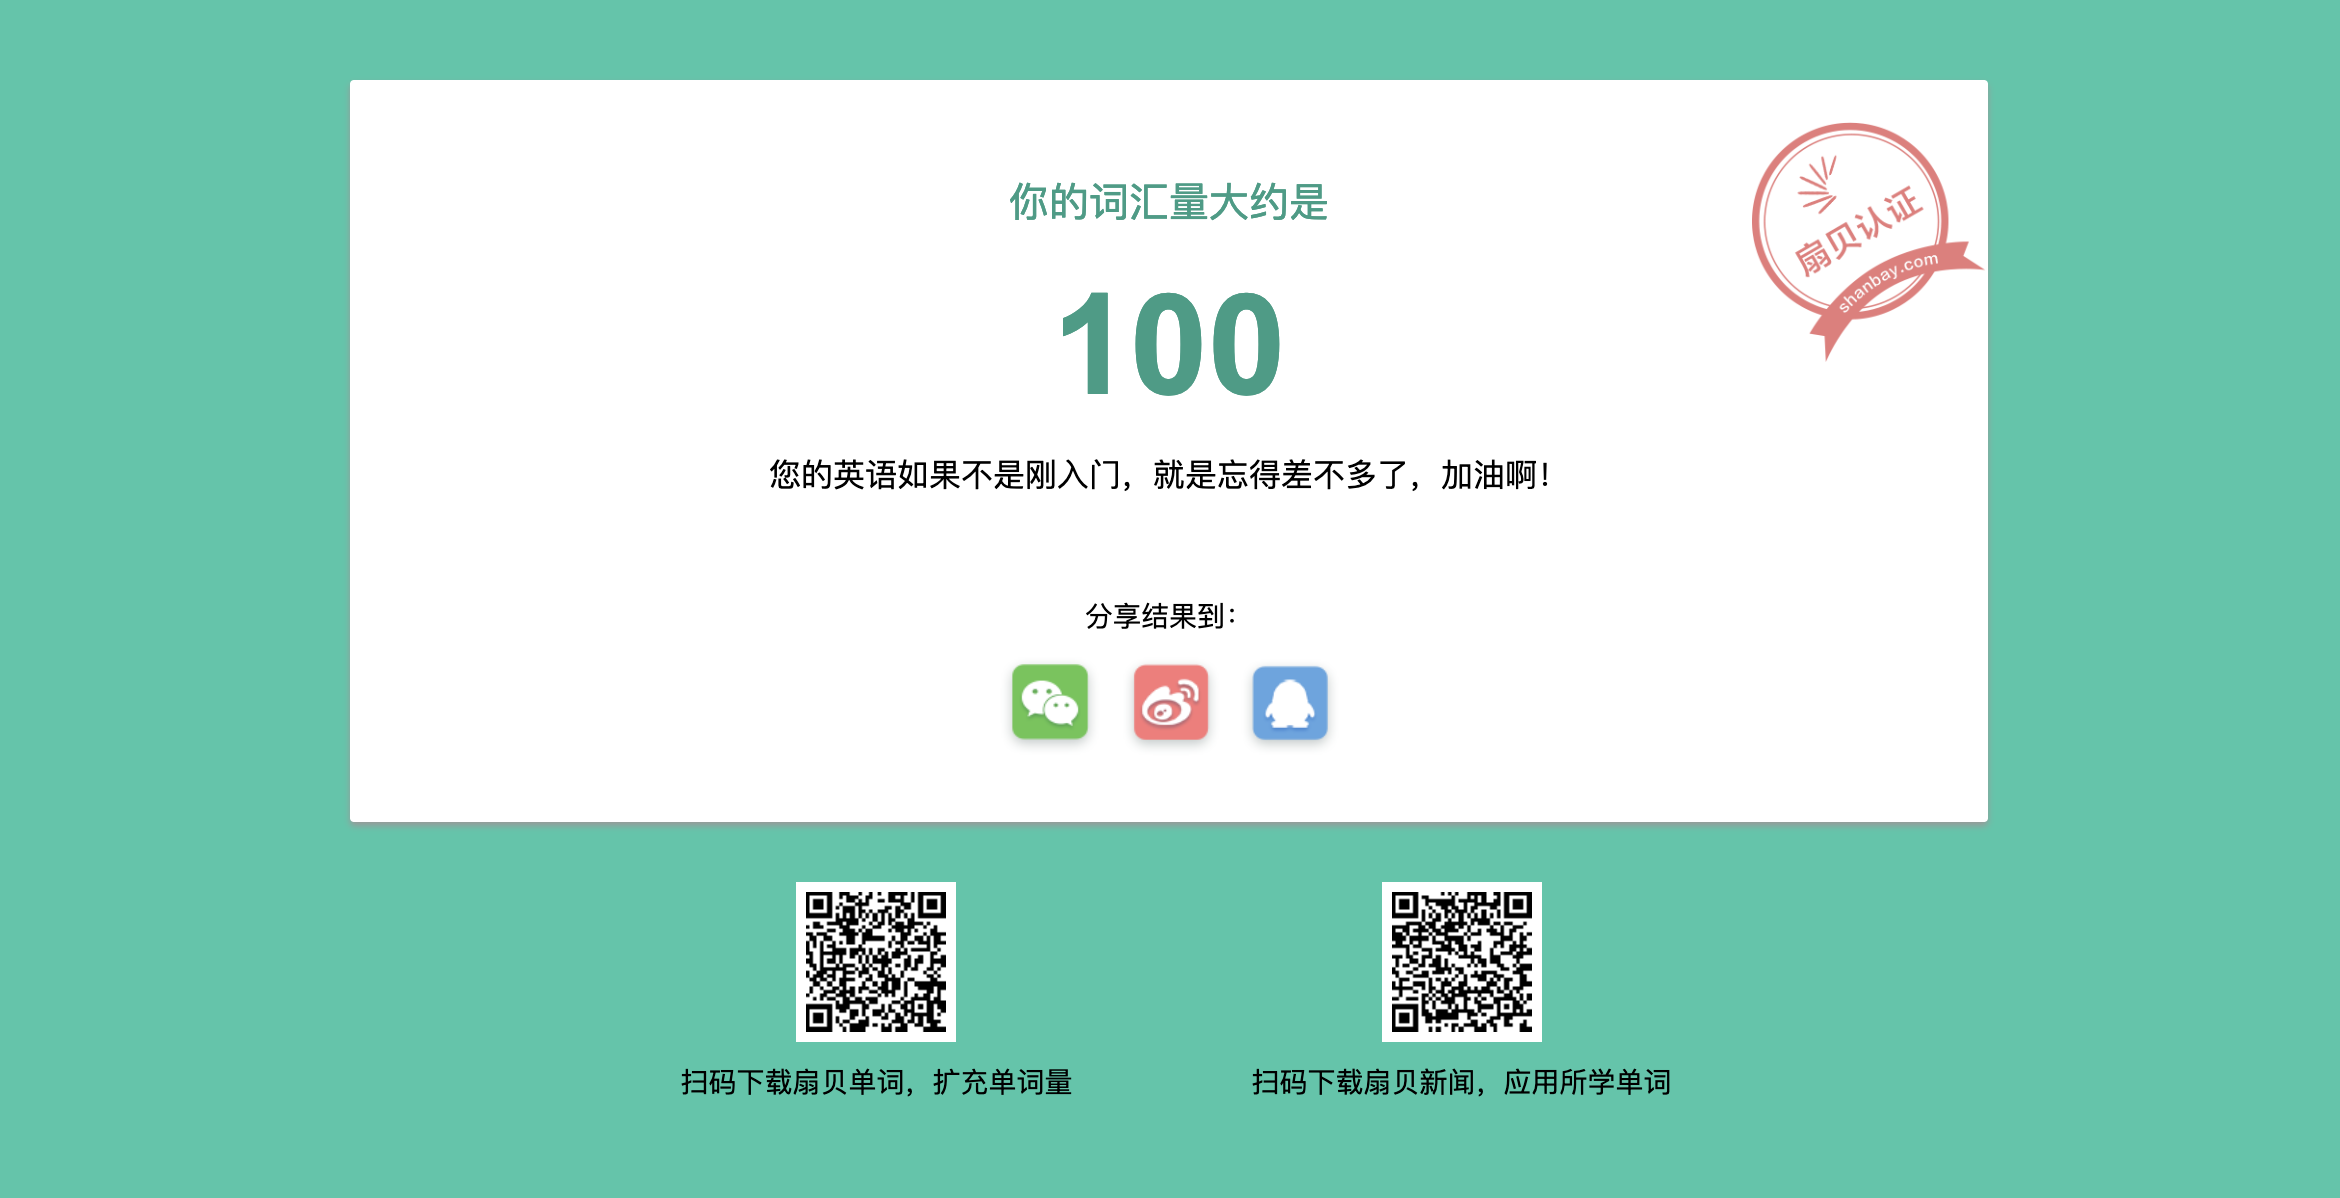 你的词汇量大约是
扇贝认证
shanbay.com
100
您的英语如果不是刚入门，就是忘得差不多了，加油啊！
分享结果到：
扫码下载扇贝单词，扩充单词量
扫码下载扇贝新闻，应用所学单词